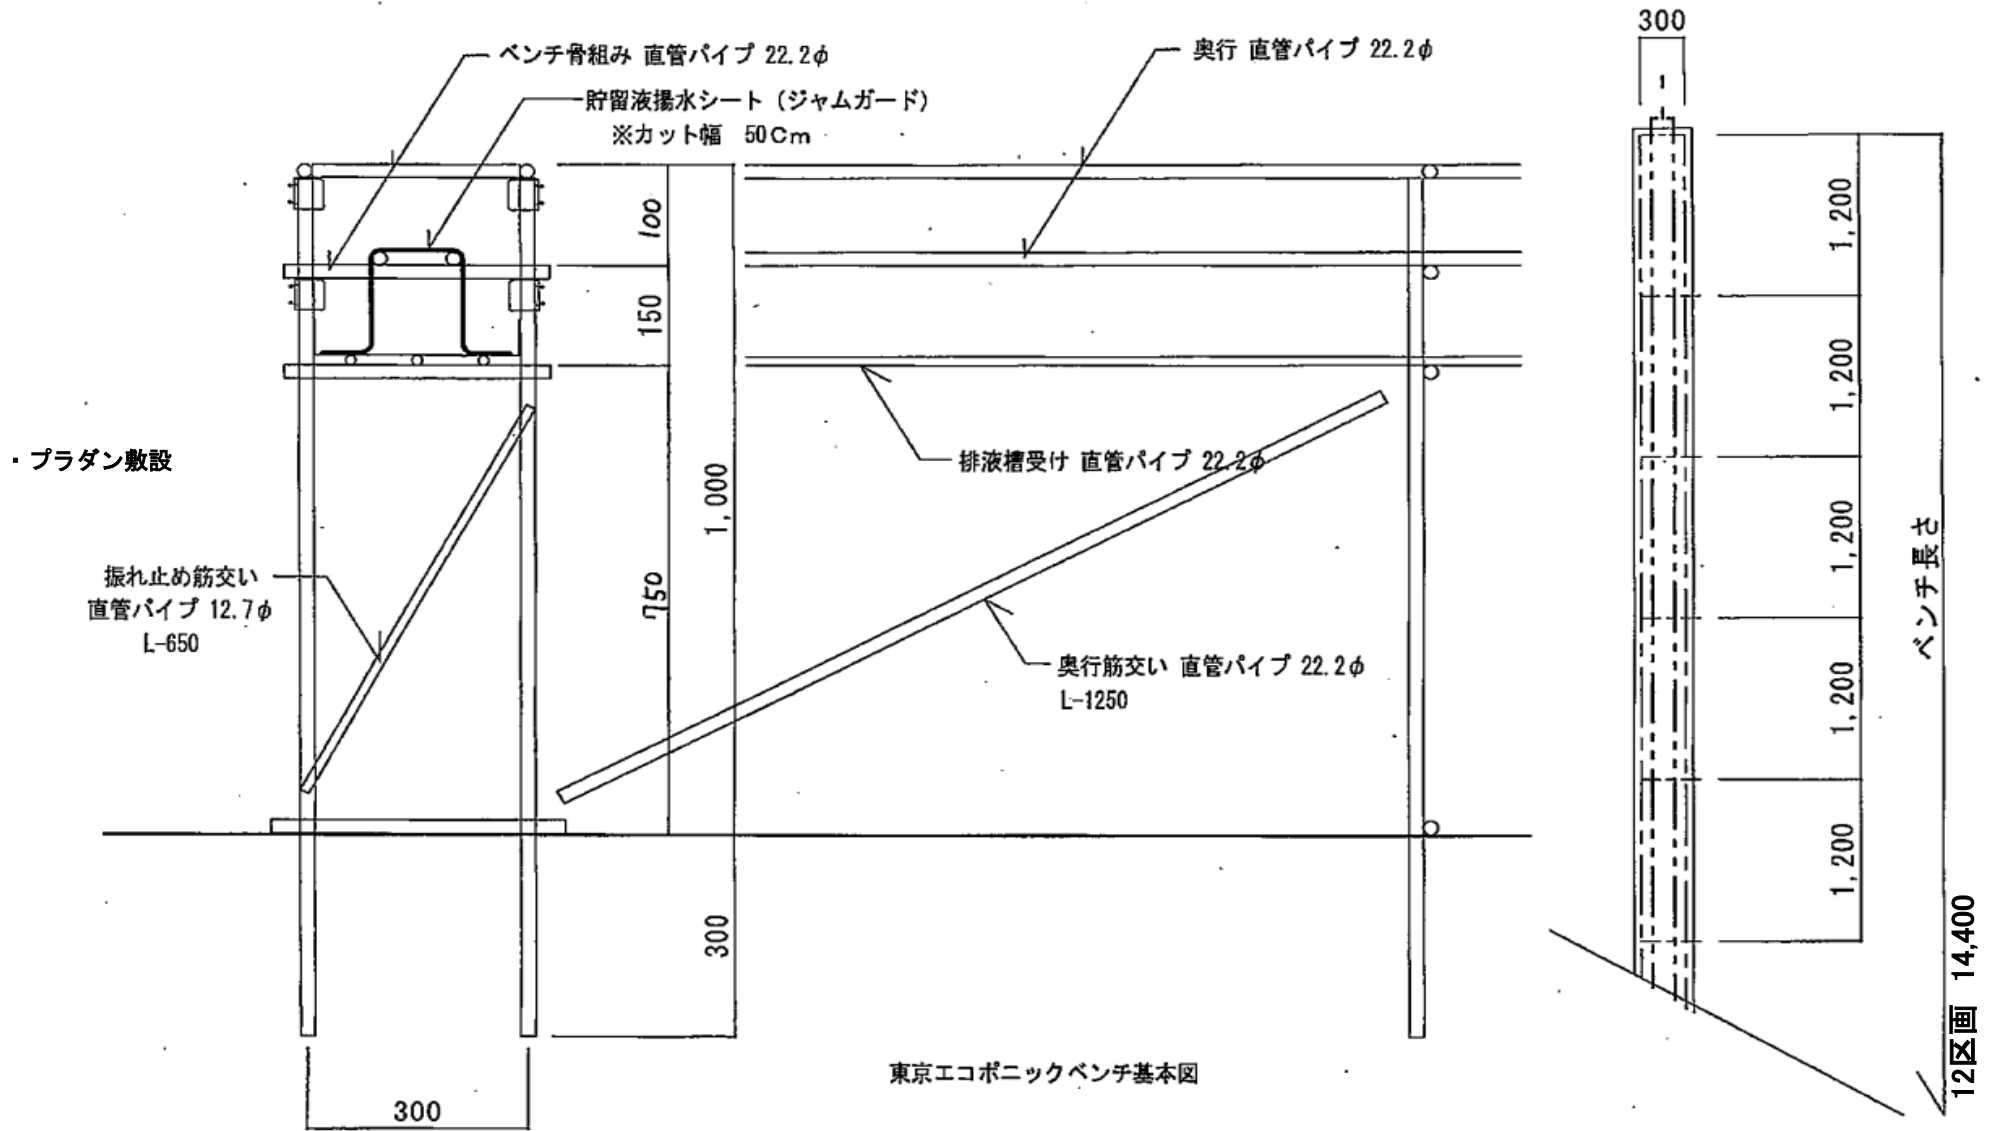 ベンチ骨組み 直管パイプ 22.2φ
貯留液揚水シート（ジャムガード）
※カット幅　50Cm
奥行 直管パイプ 22.2φ
300
100
150
750
1,000
300
300
・プラダン敷設
排液槽受け 直管パイプ 22.2φ
振れ止め筋交い
直管パイプ 12.7φ
L-650
奥行筋交い 直管パイプ 22.2φ
L-1250
東京エコポニックベンチ基本図
1,200
1,200
1,200
1,200
1,200
ベンチ長さ
12区画　14,400